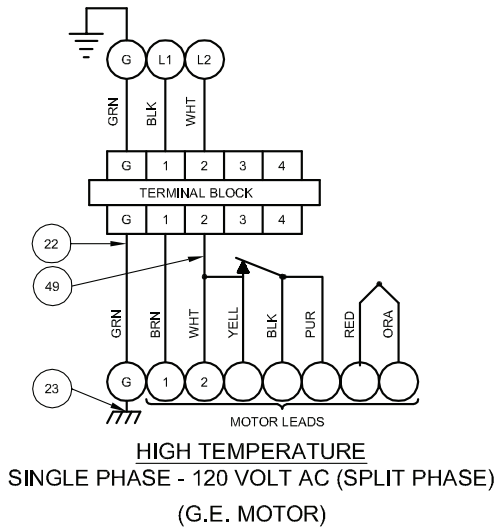 G L1 L2
GRN BLK WHT
G 1 2 3 4
TERMINAL BLOCK
G 1 2 3 4
22
49
GRN BRN WHT YELL BLK PUR RED ORA
23
G 1 2
MOTOR LEADS
HIGH TEMPERATURE
SINGLE PHASE - 120 VOLT AC (SPLIT PHASE)
(G.E. MOTOR)